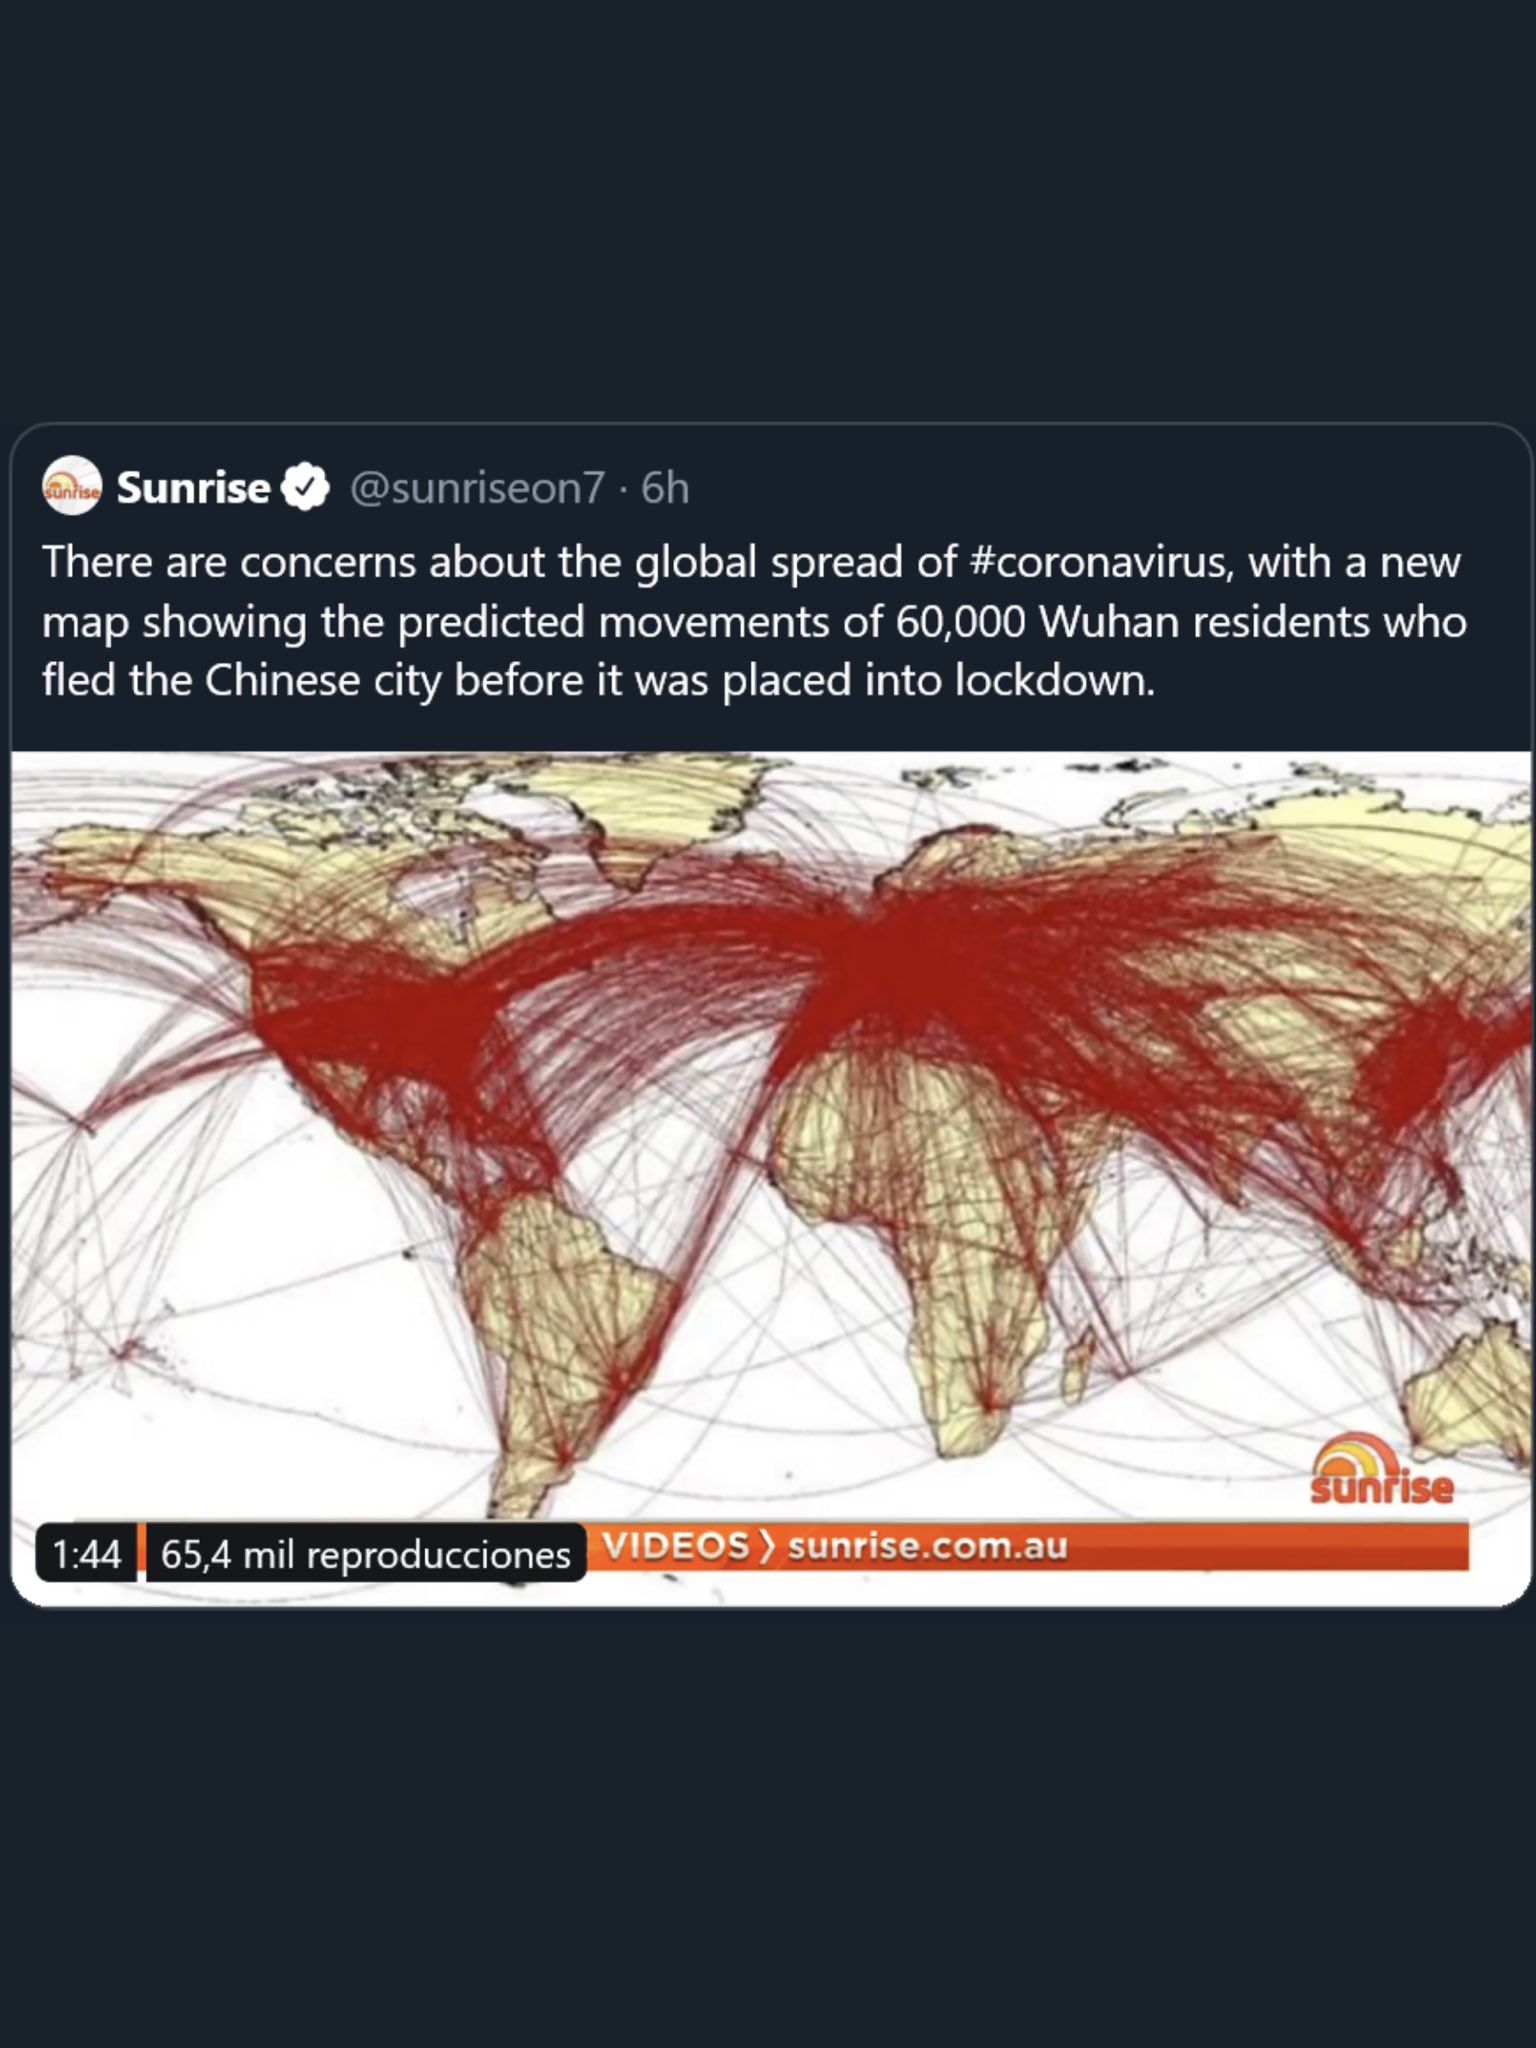 sunrise
Sunrise @sunriseon7 · 6h
There are concerns about the global spread of #coronavirus, with a new
map showing the predicted movements of 60,000 Wuhan residents who
fled the Chinese city before it was placed into lockdown.
sunrise
1:44 65,4 mil reproducciones VIDEOS 〉 sunrise.com.au